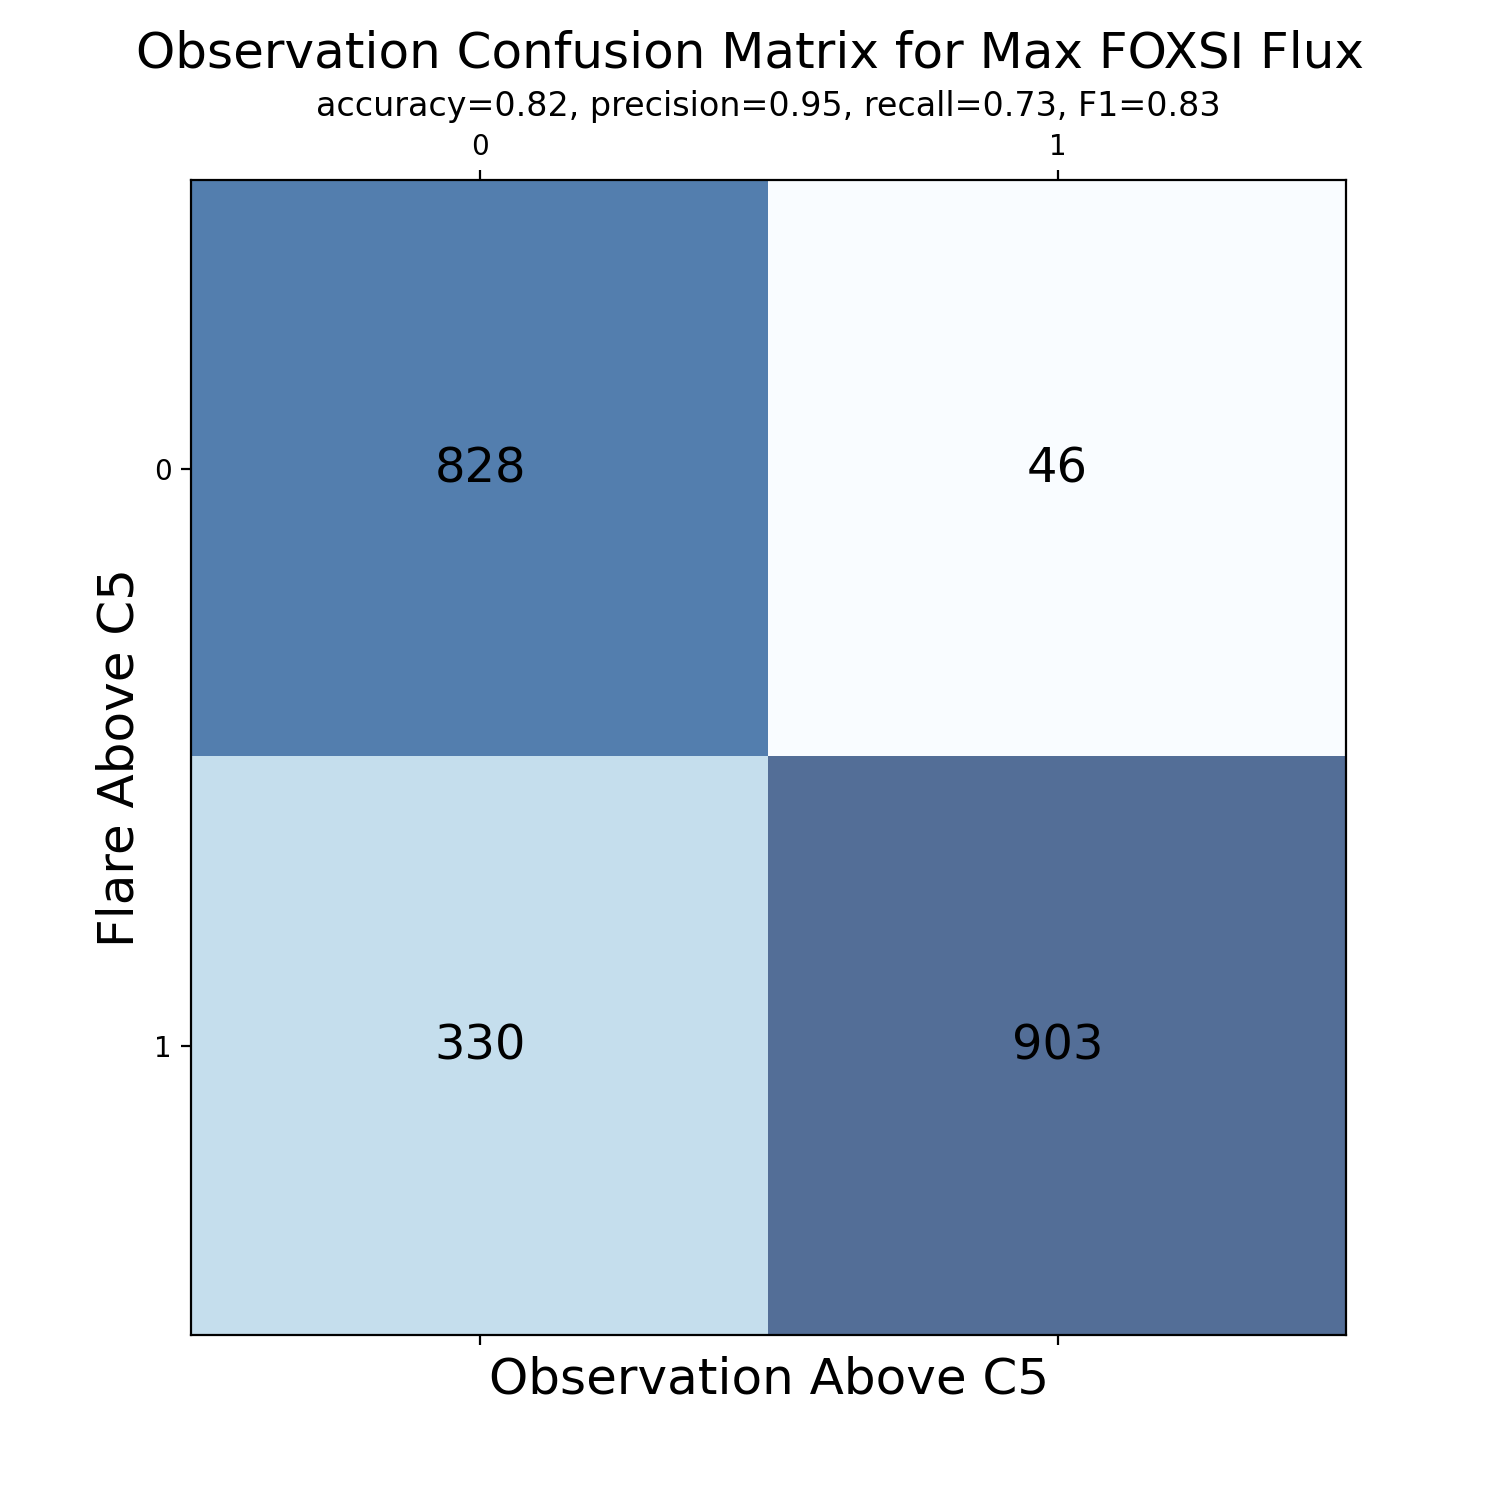 Observation Confusion Matrix for Max FOXSI Flux
accuracy=0.82, precision=0.95, recall=0.73, F1=0.83
0 1
0
828 46
Flare Above C5
1
330 903
Observation Above C5